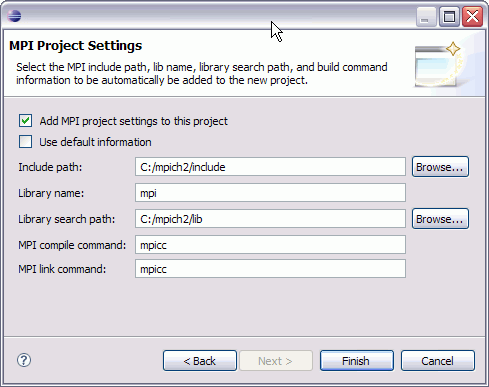 MPI Project Settings
Select the MPI include path, lib name, library search path, and build command
information to be automatically be added to the new project.
Add MPI project settings to this project
Use default information
Include path: C:/mpich2/include Browse...
Library name: mpi
Library search path: C:/mpich2/lib Browse...
MPI compile command: mpicc
MPI link command: mpicc
? < Back Next > Finish Cancel